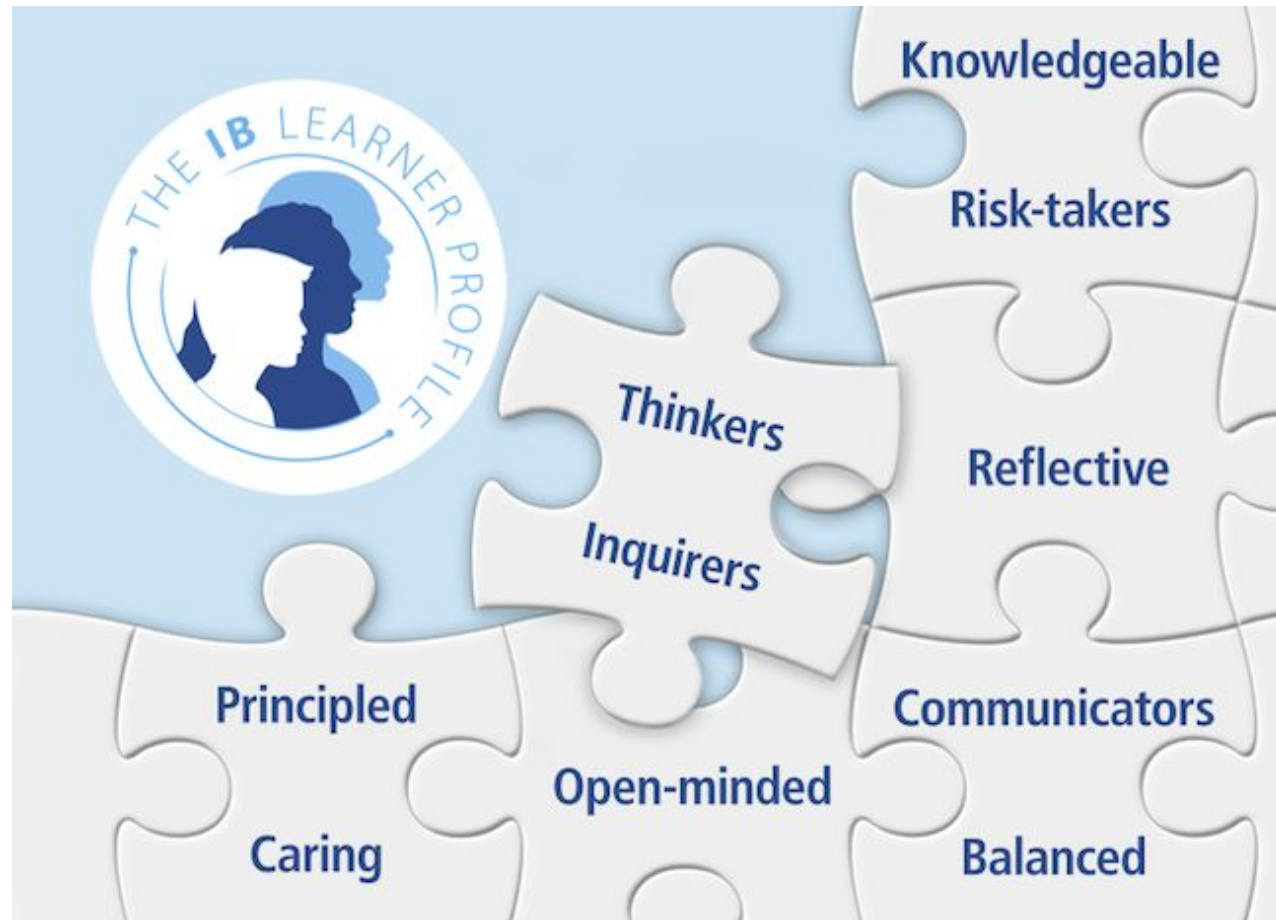 THE IB LEARNER PROFILE
Knowledgeable
Risk-takers
Thinkers
Inquirers
Reflective
Principled
Caring
Open-minded
Communicators
Balanced